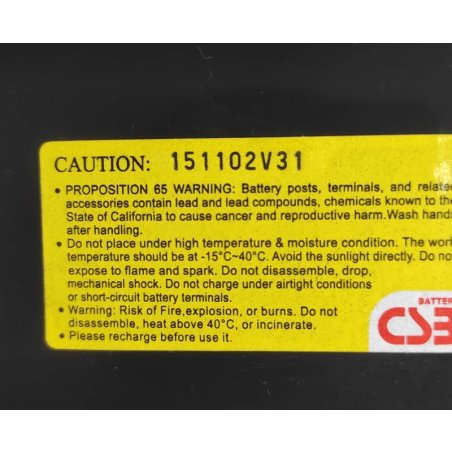 CAUTION: 151102V31
• PROPOSITION 65 WARNING: Battery posts, terminals, and related
accessories contain lead and lead compounds, chemicals known to the
State of California to cause cancer and reproductive harm.Wash hands
after handling.
• Do not place under high temperature & moisture condition. The work
temperature should be at -15°C~40°C. Avoid the sunlight directly. Do not
expose to flame and spark. Do not disassemble, drop,
mechanical shock. Do not charge under airtight conditions
or short-circuit battery terminals.
• Warning: Risk of Fire,explosion, or burns. Do not
disassemble, heat above 40°C, or incinerate.
• Please recharge before use it.
BATTER
CSB